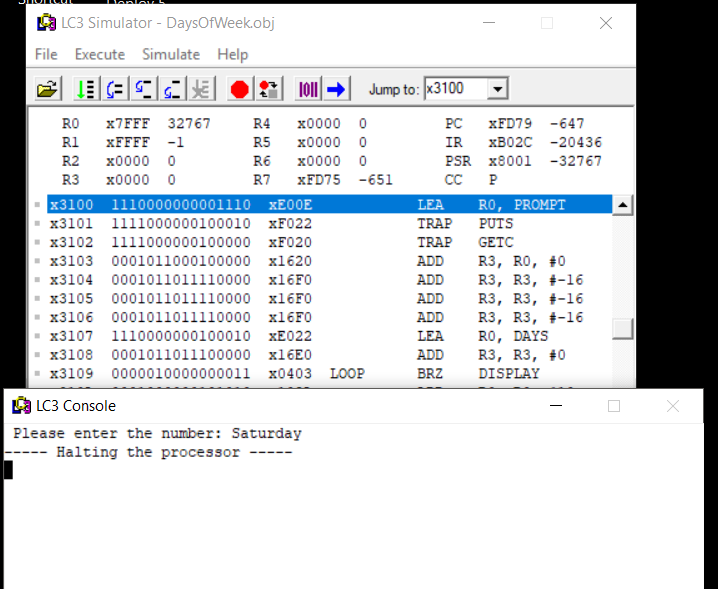 Shortcut Deploy 5
LC3 Simulator - DaysOfWeek.obj
File Execute Simulate Help
Jump to: x3100
R0 x7FFF 32767 R4 x0000 0 PC xFD79 -647
R1 xFFFF -1 R5 x0000 0 IR xB02C -20436
R2 x0000 0 R6 x0000 0 PSR x8001 -32767
R3 x0000 0 R7 xFD75 -651 CC P
x3100 1110000000001110 xE00E LEA R0, PROMPT
x3101 1111000000100010 xF022 TRAP PUTS
x3102 1111000000100000 xF020 TRAP GETC
x3103 0001011000100000 x1620 ADD R3, R0, #0
x3104 0001011011110000 x16F0 ADD R3, R3, #-16
x3105 0001011011110000 x16F0 ADD R3, R3, #-16
x3106 0001011011110000 x16F0 ADD R3, R3, #-16
x3107 1110000000100010 xE022 LEA R0, DAYS
x3108 0001011011100000 x16E0 ADD R3, R3, #0
x3109 0000010000000011 x0403 LOOP BRZ DISPLAY
LC3 Console
Please enter the number: Saturday
----- Halting the processor -----